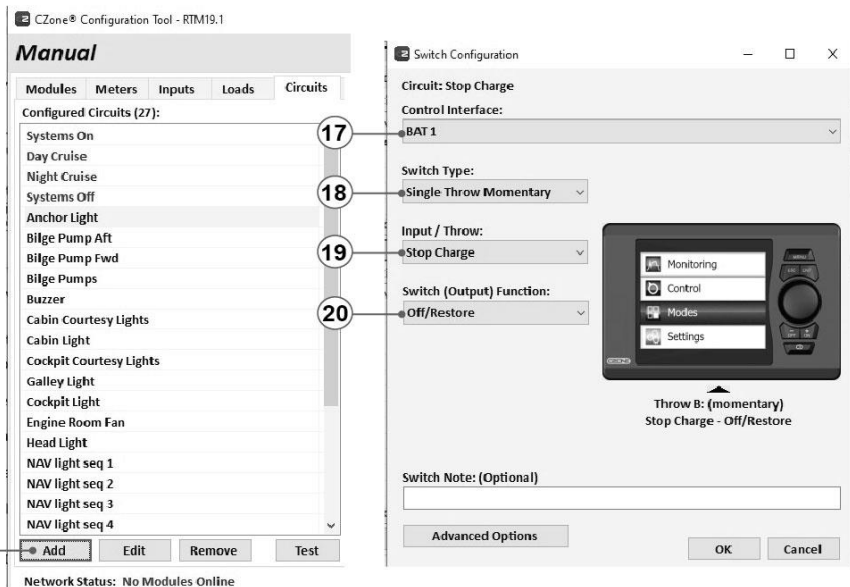 CZone® Configuration Tool - RTM19.1
Manual
Modules Meters Inputs Loads Circuits
Configured Circuits (27):
Systems On
Day Cruise
Night Cruise
Systems Off
Anchor Light
Bilge Pump Aft
Bilge Pump Fwd
Bilge Pumps
Buzzer
Cabin Courtesy Lights
Cabin Light
Cockpit Courtesy Lights
Galley Light
Cockpit Light
Engine Room Fan
Head Light
NAV light seq 1
NAV light seq 2
NAV light seq 3
NAV light seq 4
Add Edit Remove Test
Network Status: No Modules Online
Switch Configuration
Circuit: Stop Charge
Control Interface:
17 BAT 1
Switch Type:
18 Single Throw Momentary
Input / Throw:
19 Stop Charge
Switch (Output) Function:
20 Off/Restore
Monitoring
Control
Modes
Settings
MENU
CZONE
Throw B: (momentary)
Stop Charge - Off/Restore
Switch Note: (Optional)
Advanced Options
OK Cancel